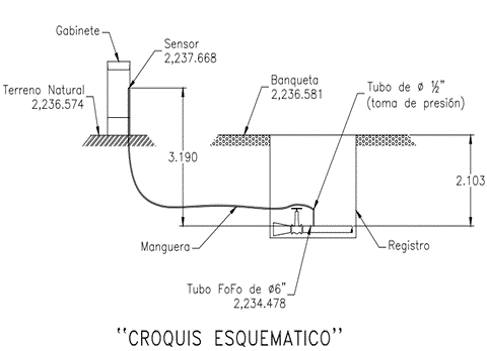 Gabinete
Sensor
2,237.668
Terreno Natural
2,236.574
Banqueta
2,236.581
Tubo de ø ½"
(toma de presión)
3.190
2.103
Manguera
Registro
Tubo FoFo de ø6"
2,234.478
"CROQUIS ESQUEMATICO"